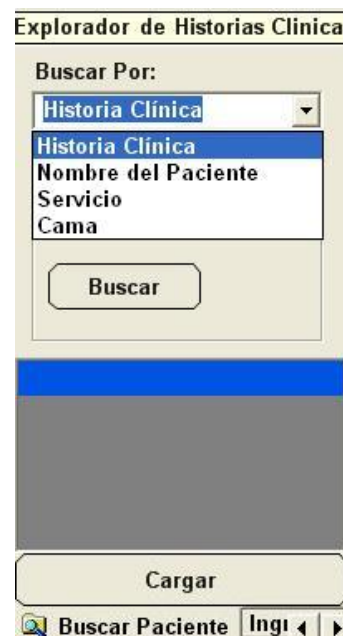 Explorador de Historias Clinica
Buscar Por:
Historia Clínica
Historia Clínica
Nombre del Paciente
Servicio
Cama
Buscar
Cargar
Buscar Paciente